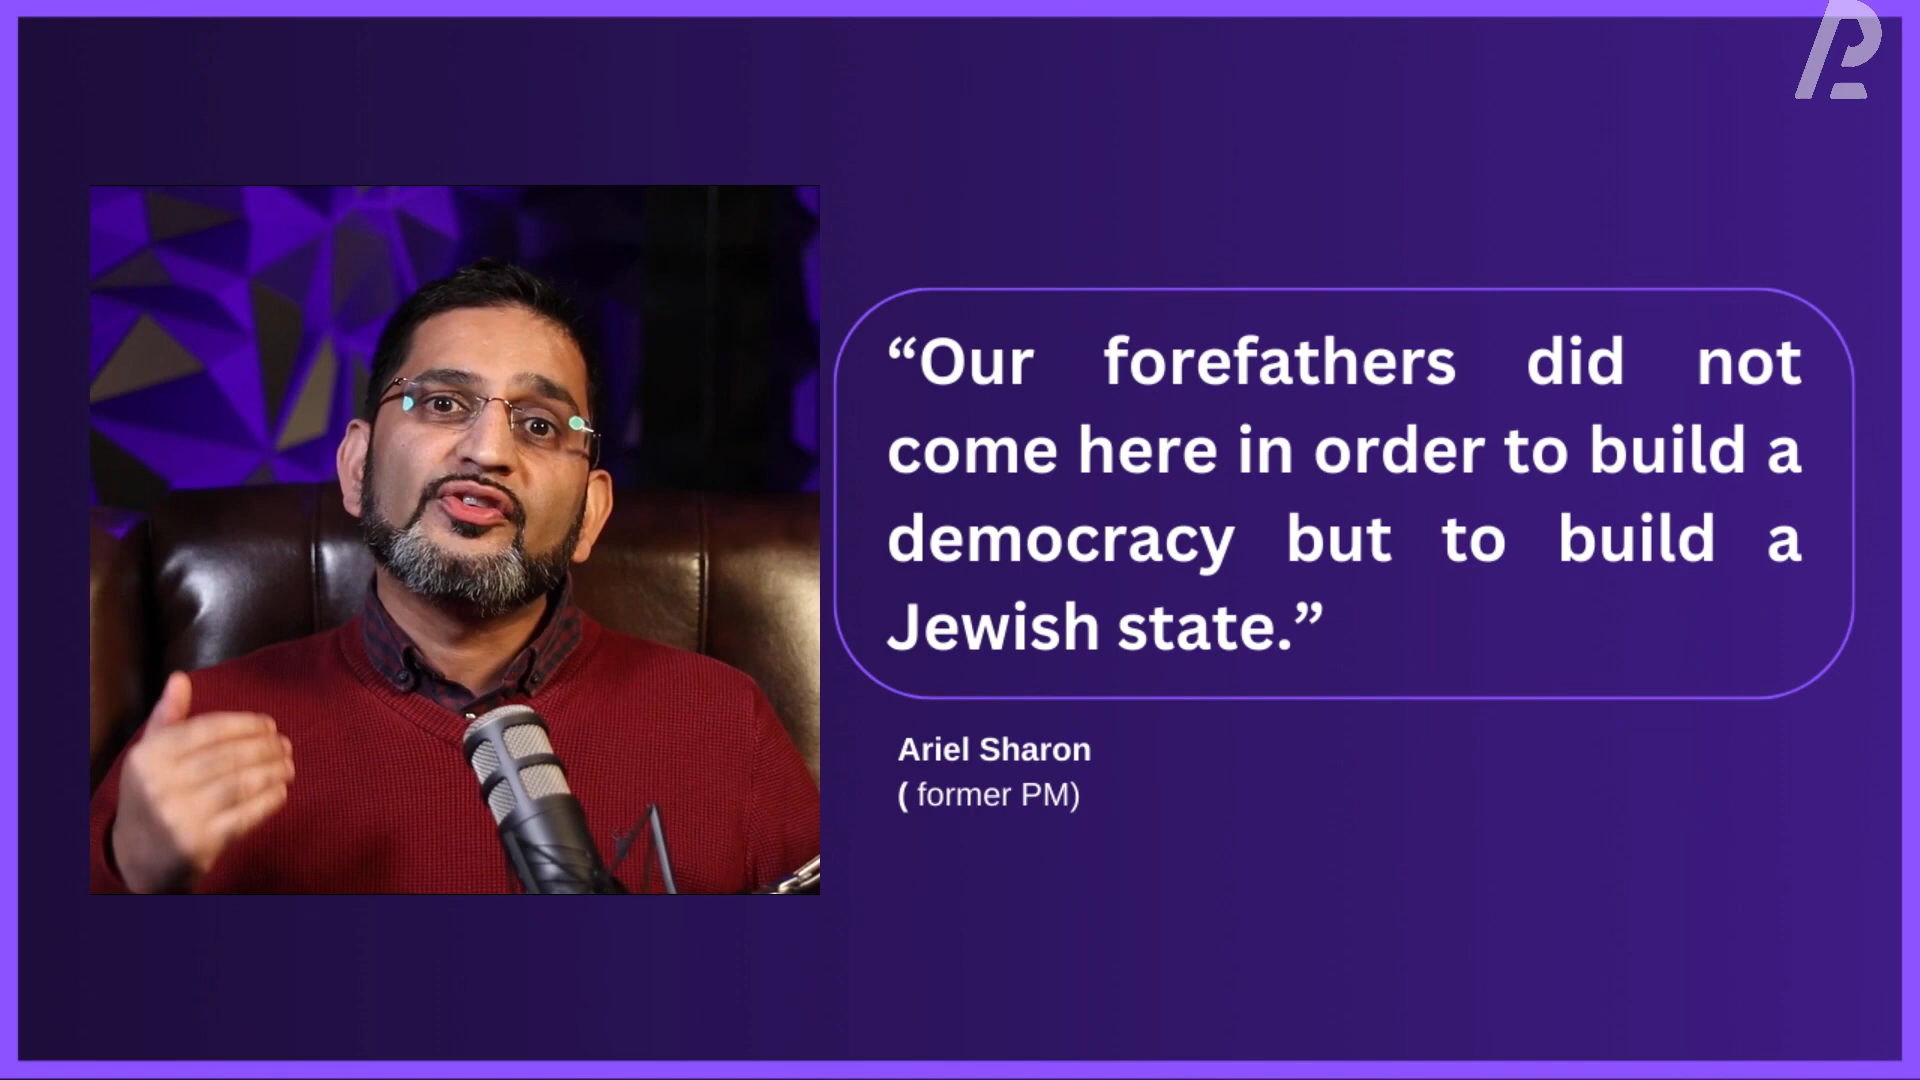 “Our forefathers did not
come here in order to build a
democracy but to build a
Jewish state.”
Ariel Sharon
( former PM)